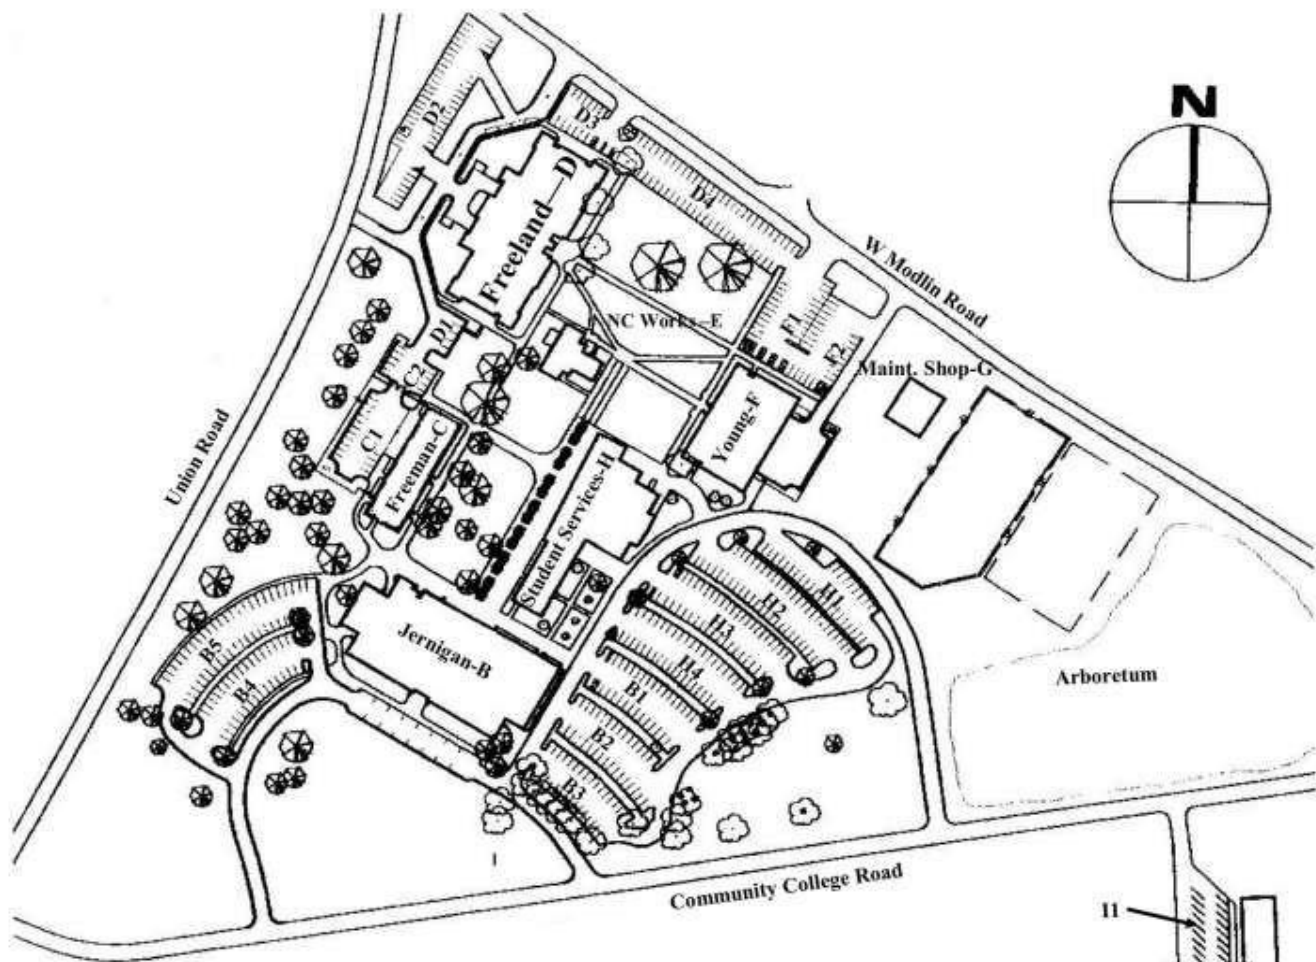 N
D2
D3
D4
Freeland—D
W Modlin Road
NC Works–E
F1
F2
D1
C2
Maint. Shop-G
C1
Freeman-C
Young-F
Union Road
Student Services-H
H1
H2
H3
H4
Jernigan-B
B5
B4
B1
B2
B3
Arboretum
Community College Road
I1